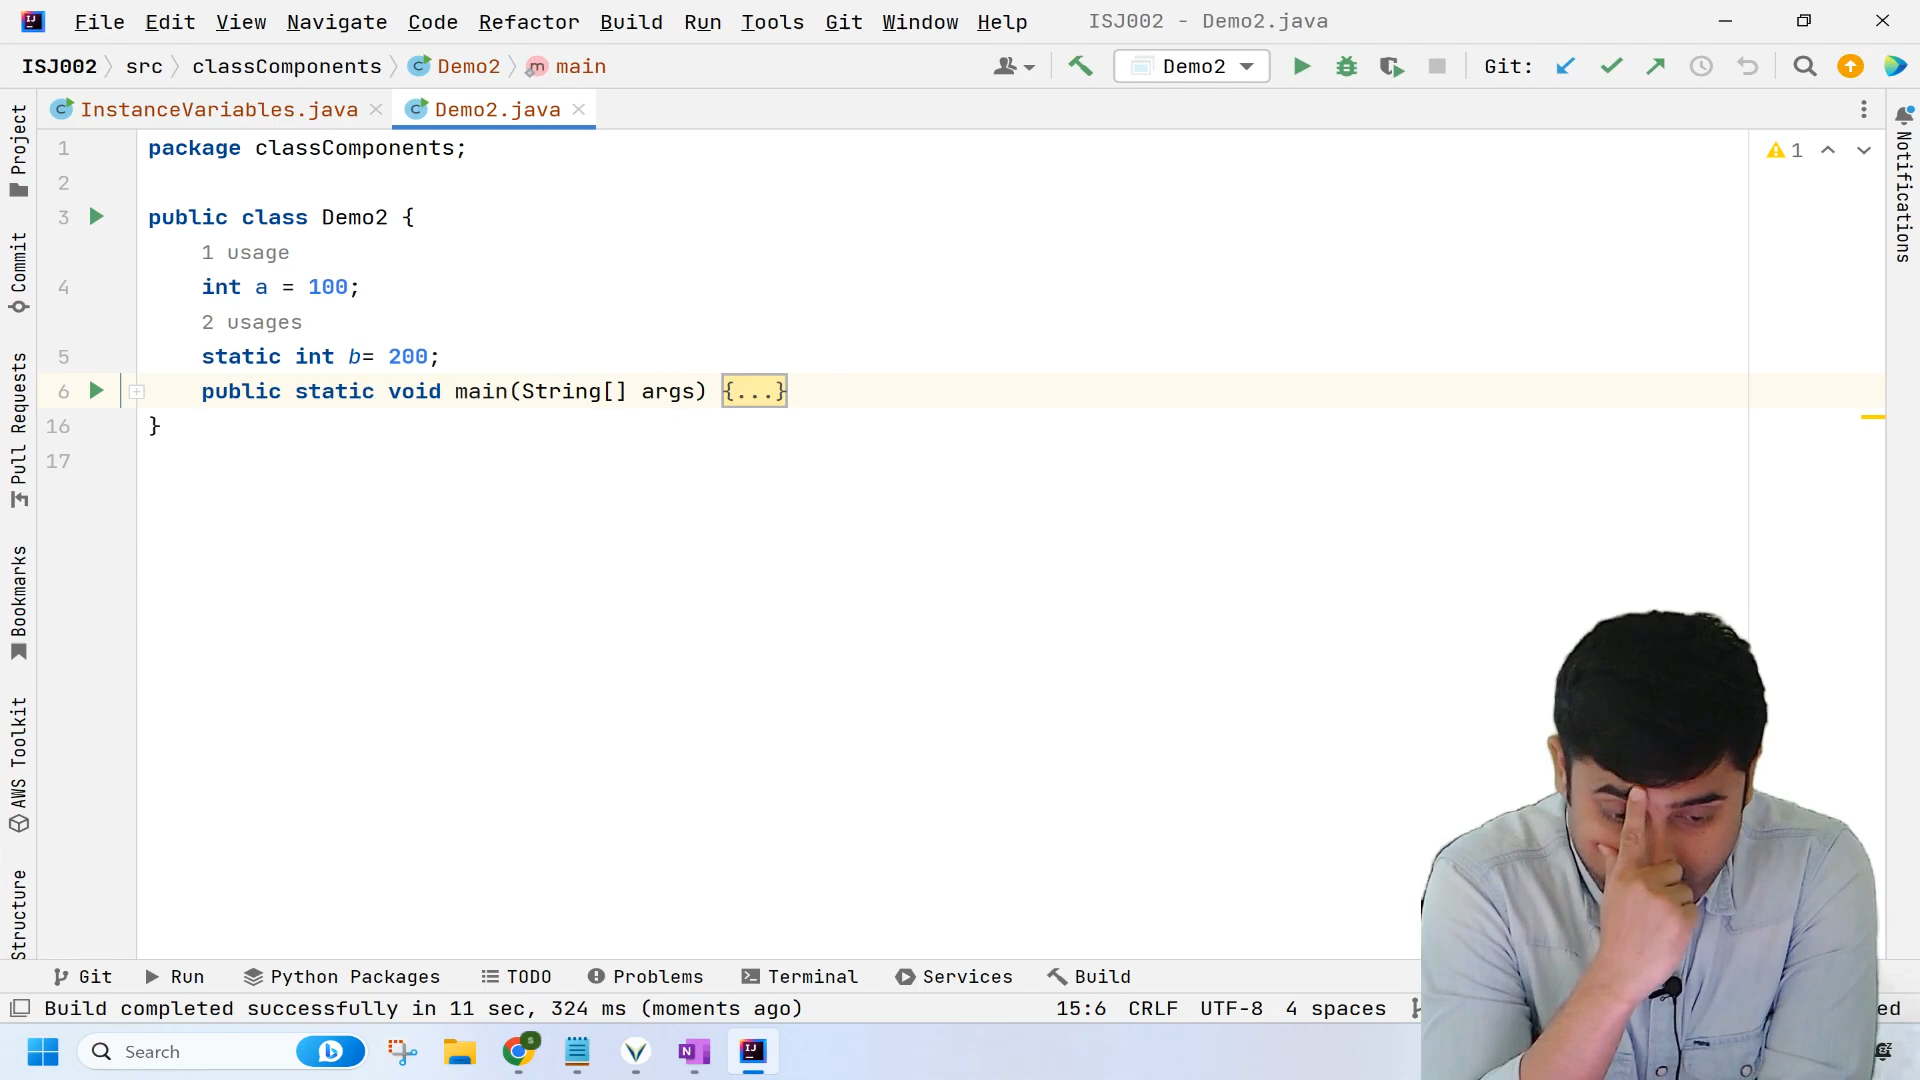 File Edit View Navigate Code Refactor Build Run Tools Git Window Help ISJ002 - Demo2.java
ISJ002 src classComponents Demo2 main Demo2 Git:
InstanceVariables.java Demo2.java
1 package classComponents; 1
2
3 public class Demo2 {
1 usage
4 int a = 100;
2 usages
5 static int b= 200;
6 public static void main(String[] args) {...}
16 }
17
Project
Commit
Pull Requests
Bookmarks
AWS Toolkit
Structure
Notifications
Git Run Python Packages TODO Problems Terminal Services Build
Build completed successfully in 11 sec, 324 ms (moments ago) 15:6 CRLF UTF-8 4 spaces
Search